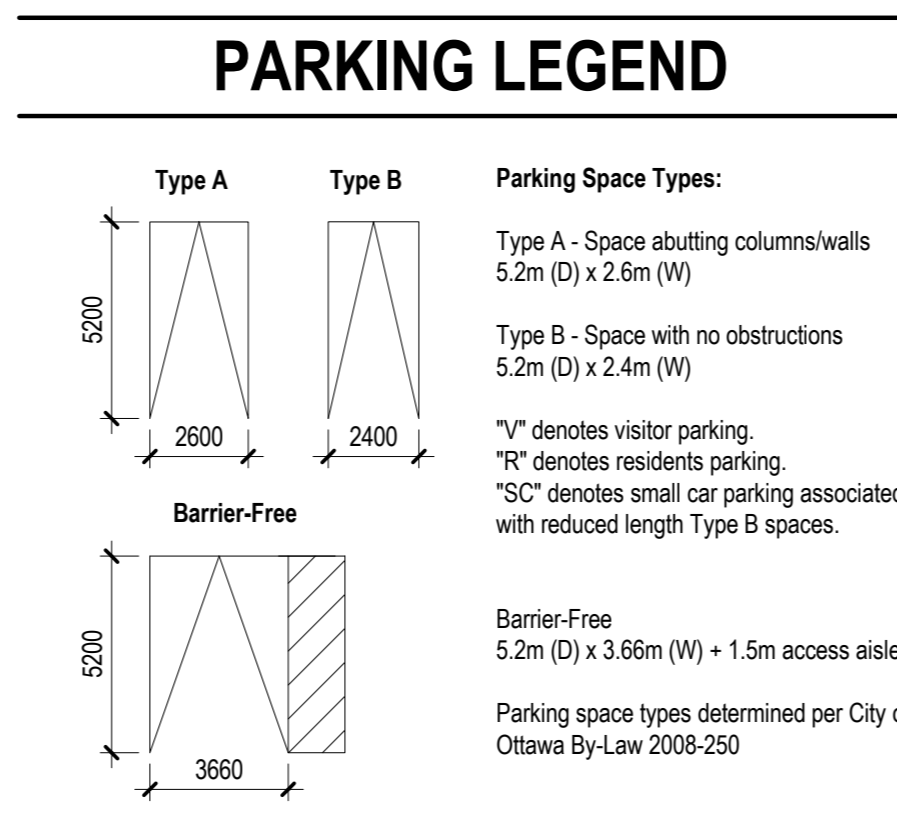 PARKING LEGEND
Type A
Type B
5200
2600
2400
Barrier-Free
5200
3660
Parking Space Types:
Type A - Space abutting columns/walls
5.2m (D) x 2.6m (W)
Type B - Space with no obstructions
5.2m (D) x 2.4m (W)
"V" denotes visitor parking.
"R" denotes residents parking.
"SC" denotes small car parking associated
with reduced length Type B spaces.
Barrier-Free
5.2m (D) x 3.66m (W) + 1.5m access aisle
Parking space types determined per City
Ottawa By-Law 2008-250